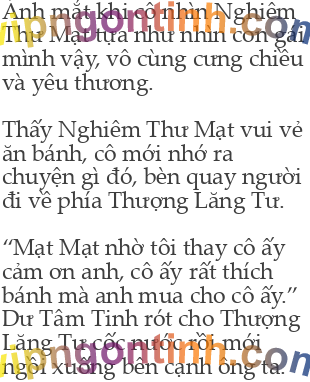 Ánh mắt khi cô nhìn Nghiêm
Thư Mạt tựa như nhìn con gái
mình vậy, vô cùng cưng chiều
và yêu thương.
Thấy Nghiêm Thư Mạt vui vẻ
ăn bánh, cô mới nhớ ra
chuyện gì đó, bèn quay người
đi về phía Thượng Lăng Tư.
“Mạt Mạt nhờ tôi thay cô ấy
cảm ơn anh, cô ấy rất thích
bánh mà anh mua cho cô ấy.”
Dư Tâm Tinh rót cho Thượng
Lăng Tư cốc nước rồi mới
ngồi xuống bên cạnh ông ta.
vipngontinh.com
vipngontinh.com